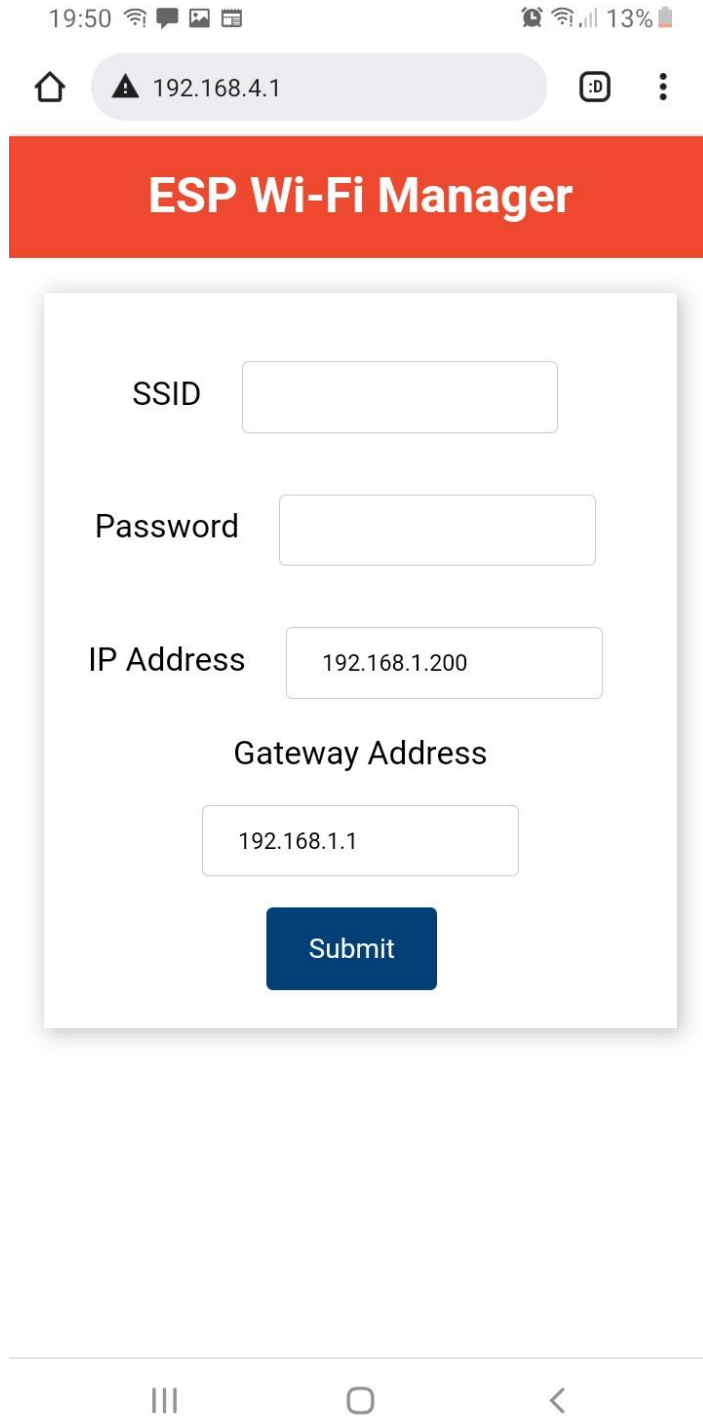 19:50 13%
192.168.4.1 :D
ESP Wi-Fi Manager
SSID
Password
IP Address 192.168.1.200
Gateway Address
192.168.1.1
Submit